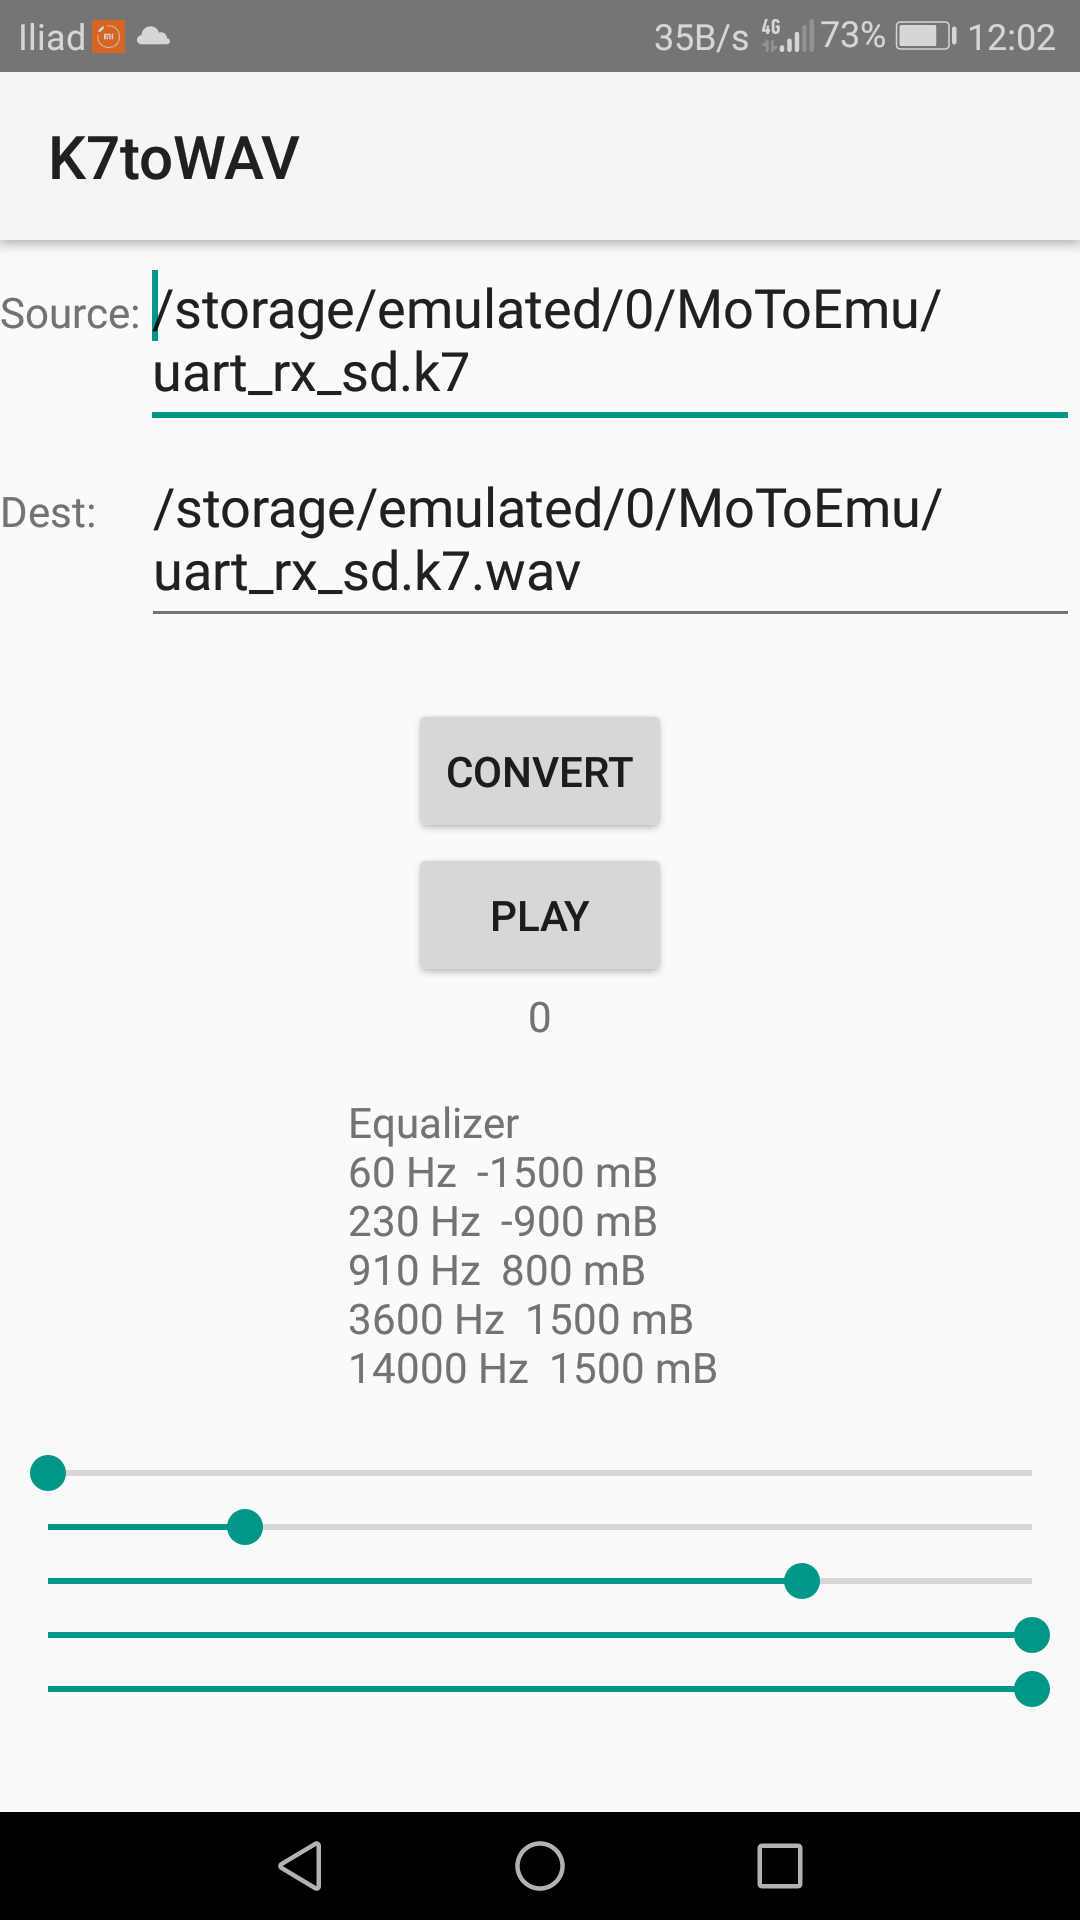 Iliad 35B/s 4G 73% 12:02
K7toWAV
Source: /storage/emulated/0/MoToEmu/
uart_rx_sd.k7
Dest: /storage/emulated/0/MoToEmu/
uart_rx_sd.k7.wav
CONVERT
PLAY
0
Equalizer
60 Hz -1500 mB
230 Hz -900 mB
910 Hz 800 mB
3600 Hz 1500 mB
14000 Hz 1500 mB